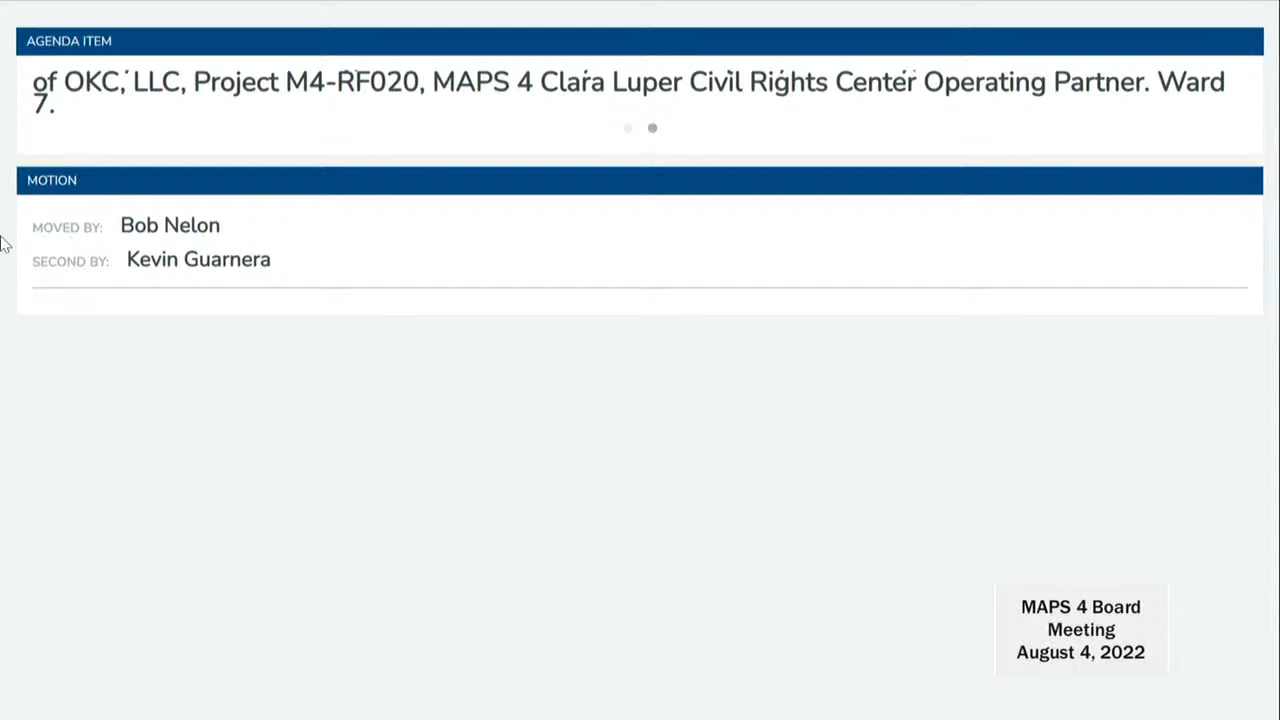 AGENDA ITEM
of OKC, LLC, Project M4-RF020, MAPS 4 Clara Luper Civil Rights Center Operating Partner. Ward
7.
MOTION
MOVED BY: Bob Nelon
SECOND BY: Kevin Guarnera
MAPS 4 Board
Meeting
August 4, 2022